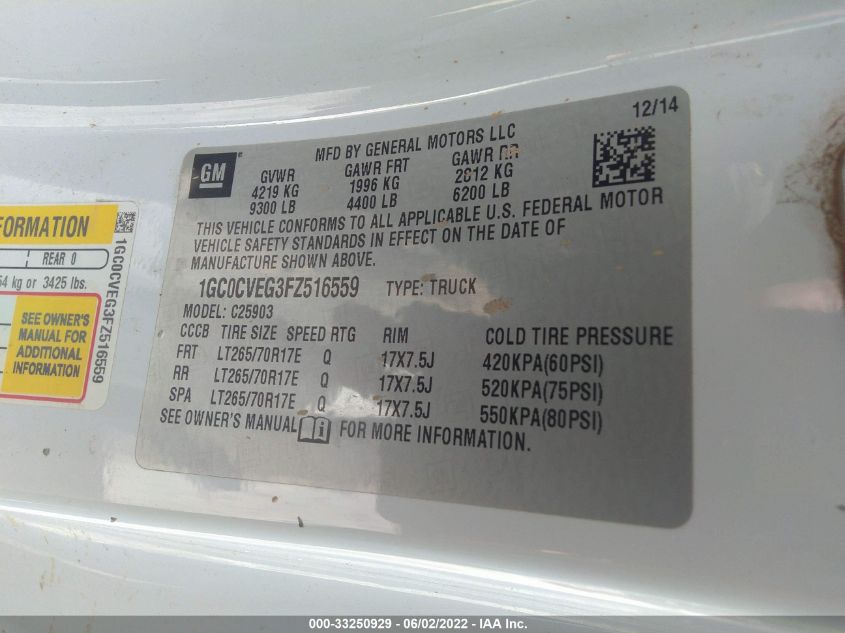 12/14
GM
MFD BY GENERAL MOTORS LLC
GVWR GAWR FRT GAWR RR
4219 KG 1996 KG 2812 KG
9300 LB 4400 LB 6200 LB
THIS VEHICLE CONFORMS TO ALL APPLICABLE U.S. FEDERAL MOTOR
VEHICLE SAFETY STANDARDS IN EFFECT ON THE DATE OF
MANUFACTURE SHOWN ABOVE.
1GC0CVEG3FZ516559 TYPE: TRUCK
MODEL: C25903
CCCB TIRE SIZE SPEED RTG RIM COLD TIRE PRESSURE
FRT LT265/70R17E Q 17X7.5J 420KPA(60PSI)
RR LT265/70R17E Q 17X7.5J 520KPA(75PSI)
SPA LT265/70R17E Q 17X7.5J 550KPA(80PSI)
SEE OWNER'S MANUAL i FOR MORE INFORMATION.
REAR 0
kg or 3425 lbs.
SEE OWNER'S
MANUAL FOR
ADDITIONAL
INFORMATION
1GC0CVEG3FZ516559
000-33250929 - 06/02/2022 - IAA Inc.